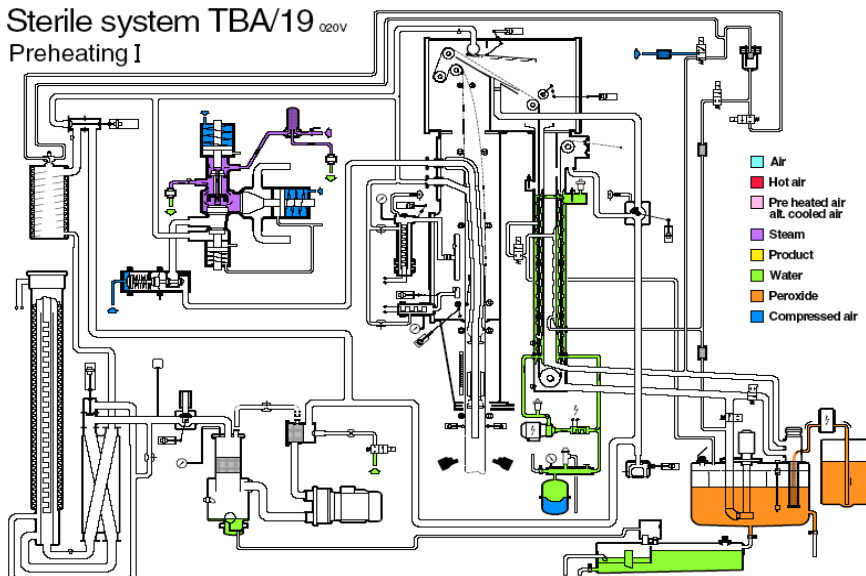 Sterile system TBA/19 020V
Preheating I
Air
Hot air
Pre heated air
alt. cooled air
Steam
Product
Water
Peroxide
Compressed air